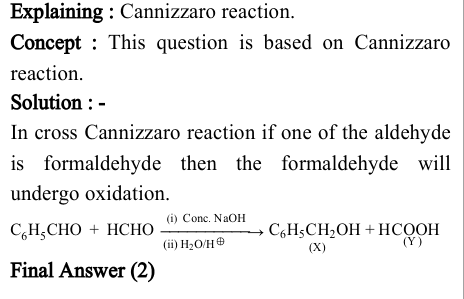 Explaining : Cannizzaro reaction.
Concept : This question is based on Cannizzaro
reaction.
Solution : -
In cross Cannizzaro reaction if one of the aldehyde
is formaldehyde then the formaldehyde will
undergo oxidation.
C₆H₅CHO + HCHO (i) Conc. NaOH (ii) H₂O/H⊕ → C₆H₅CH₂OH + HCOOH
(X) (Y)
Final Answer (2)